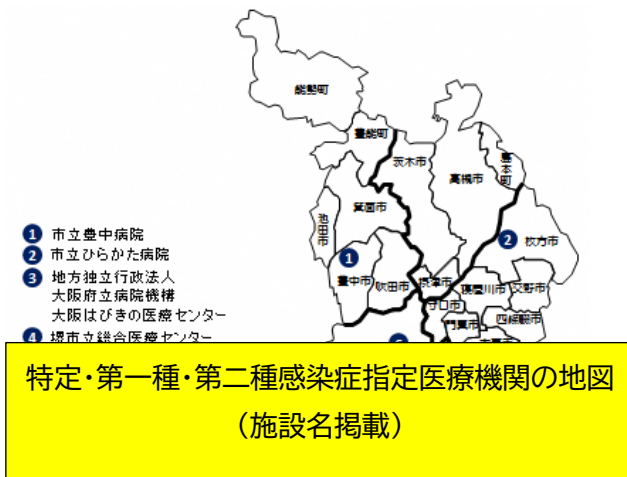 能勢町
豊能町
茨木市
高槻市
島本町
箕面市
池田市
❶ 市立豊中病院
❷ 市立ひらかた病院
❸ 地方独立行政法人
大阪府立病院機構
大阪はびきの医療センター
❹ 堺市立総合医療センター
2
枚方市
1
豊中市
吹田市
摂津市
寝屋川市
交野市
守口市
門真市
四條畷市
特定・第一種・第二種感染症指定医療機関の地図
(施設名掲載)